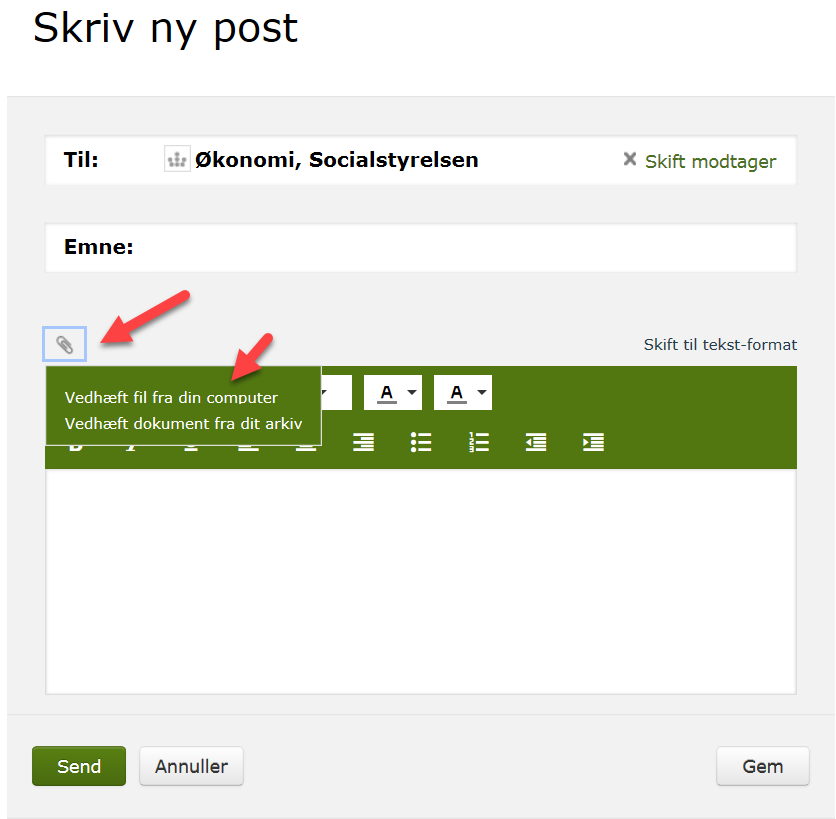 Skriv ny post
Til: Økonomi, Socialstyrelsen Skift modtager
Emne:
Skift til tekst-format
Vedhæft fil fra din computer
Vedhæft dokument fra dit arkiv
A A
Send Annuller Gem